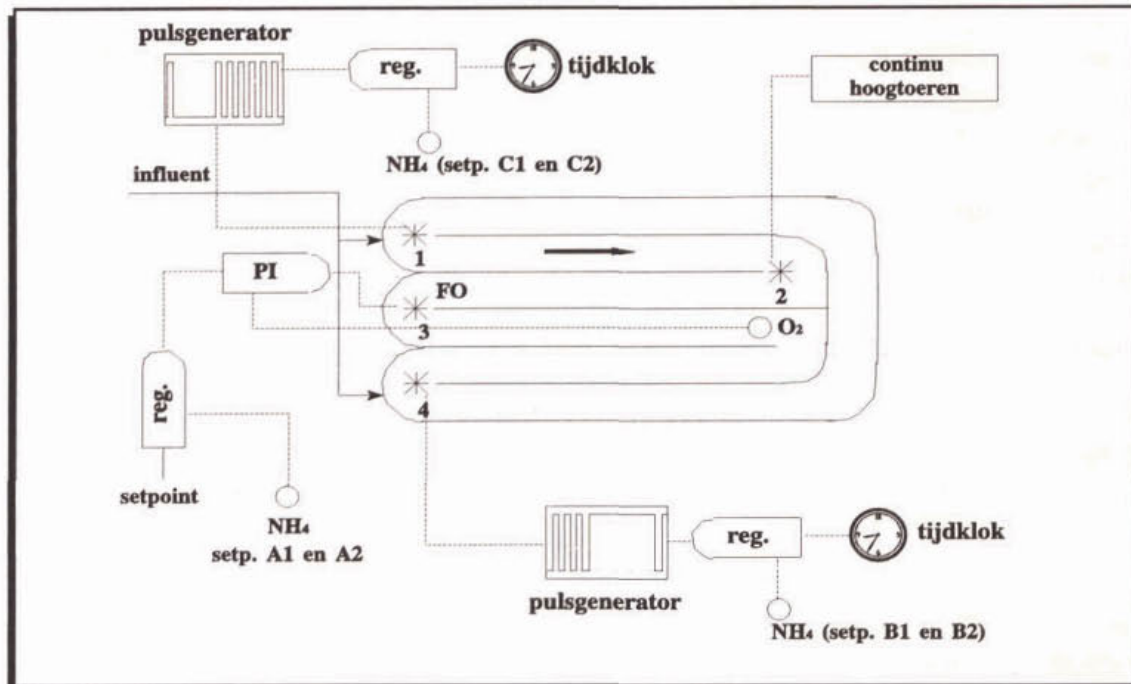 pulsgenerator
reg.
tijdklok
continu
hoogtoeren
NH₄ (setp. C1 en C2)
influent
1
2
PI
FO
3
O₂
reg.
4
setpoint
NH₄
setp. A1 en A2
reg.
tijdklok
pulsgenerator
NH₄ (setp. B1 en B2)